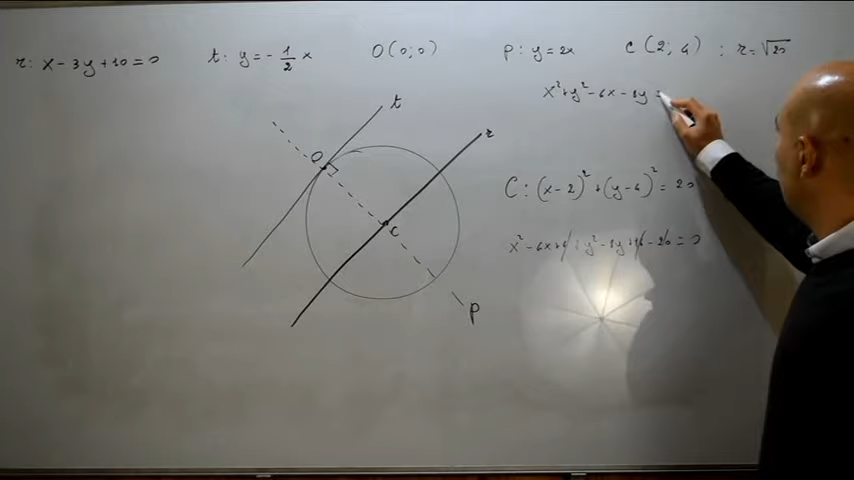 r: x-3y+10=0
t: y=-1/2 x
O(0;0)
p: y=2x
C(2;4) : r=√20
x²+y²-4x-8y=
C: (x-2)²+(y-4)²=20
x²-4x+4+y²-8y+16-20=0
t
r
O
C
p